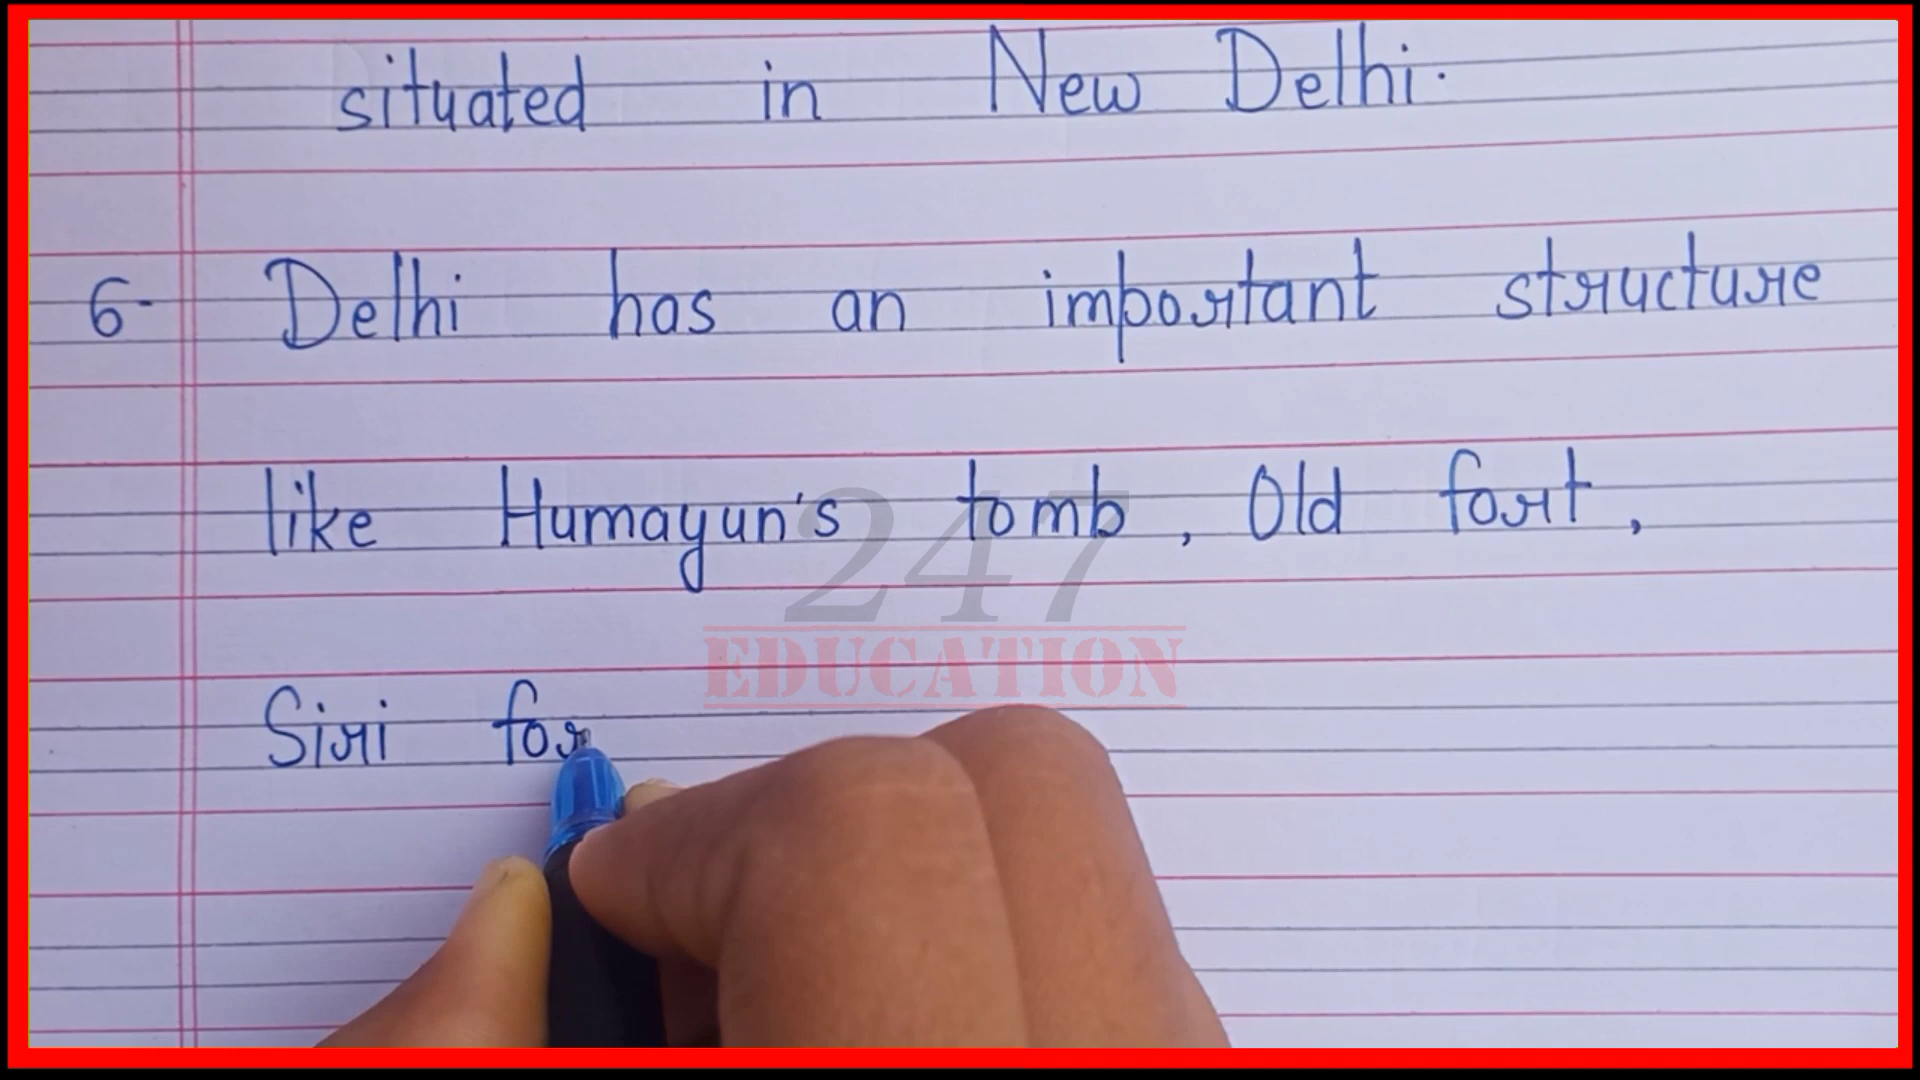 situated in New Delhi.
6- Delhi has an important structure
like Humayun's tomb, Old fort,
247
EDUCATION
Siri for